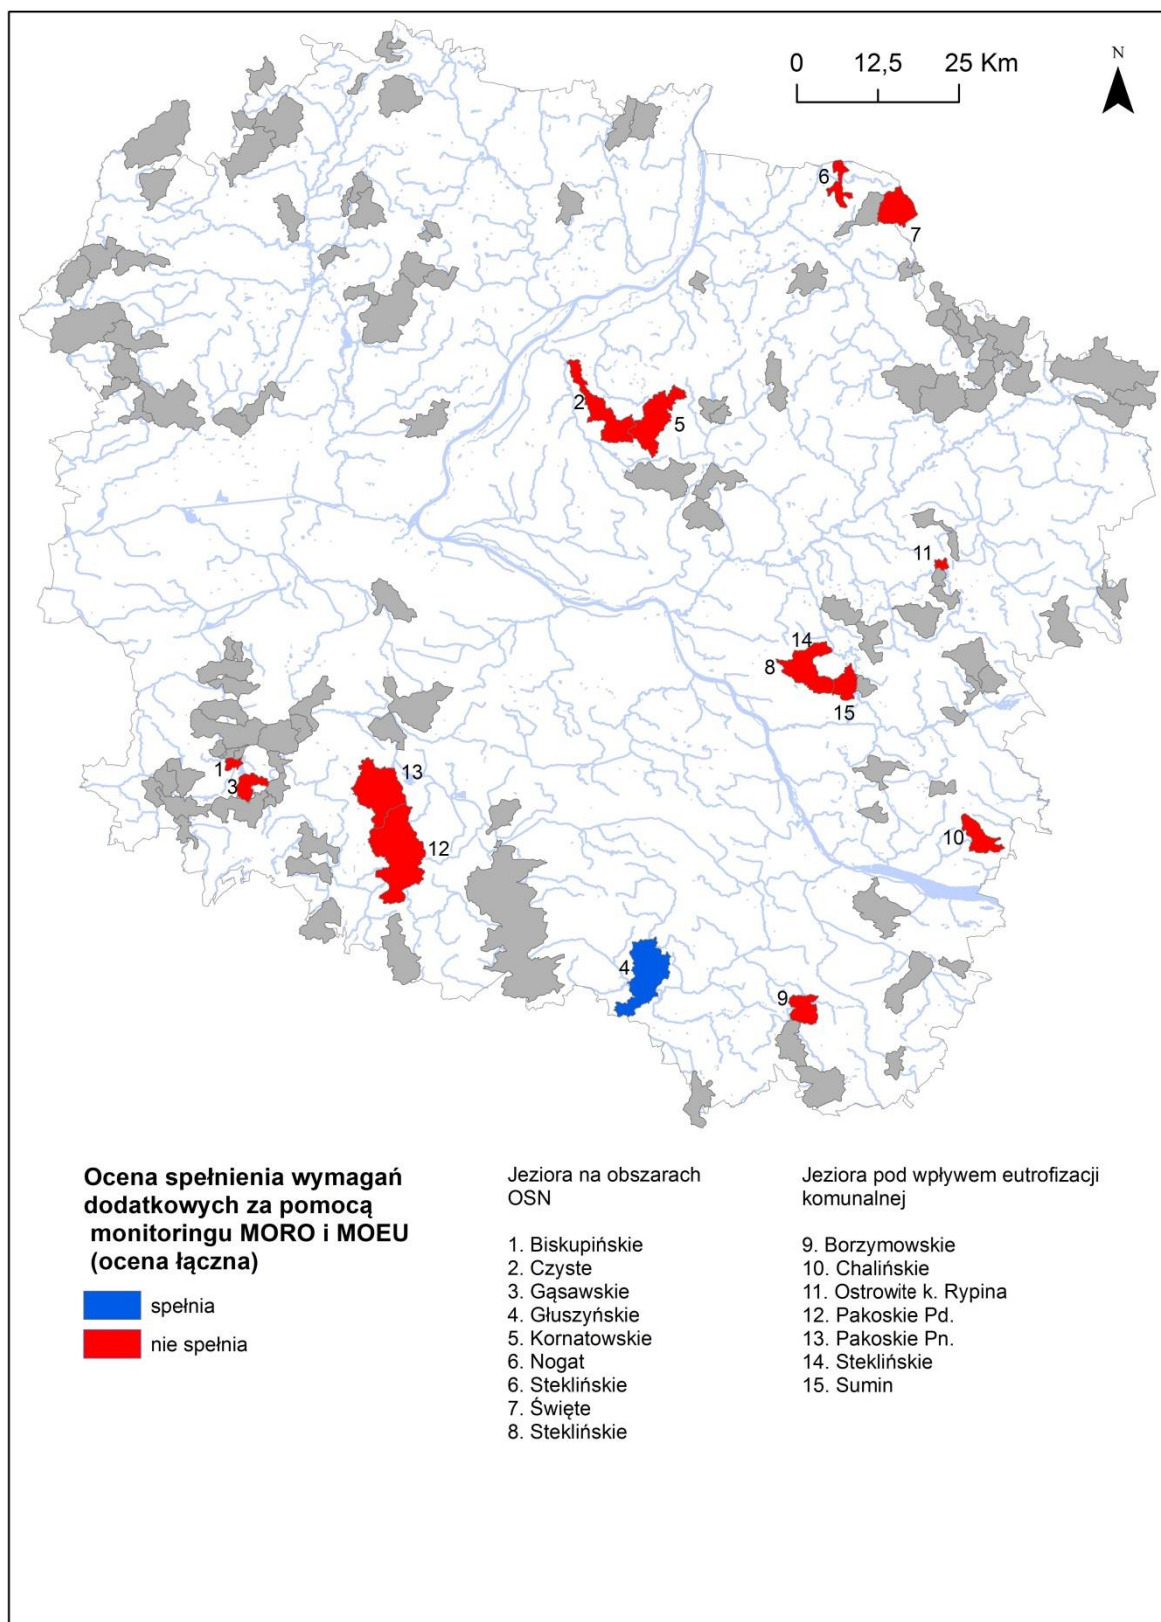 0 12,5 25 Km
N
6
7
2
5
11
14
8
15
1
3
13
12
10
4
9
Ocena spełnienia wymagań
dodatkowych za pomocą
monitoringu MORO i MOEU
(ocena łączna)
spełnia
nie spełnia
Jeziora na obszarach
OSN
1. Biskupińskie
2. Czyste
3. Gąsawskie
4. Głuszyńskie
5. Kornatowskie
6. Nogat
6. Steklińskie
7. Święte
8. Steklińskie
Jeziora pod wpływem eutrofizacji
komunalnej
9. Borzymowskie
10. Chalińskie
11. Ostrowite k. Rypina
12. Pakoskie Pd.
13. Pakoskie Pn.
14. Steklińskie
15. Sumin